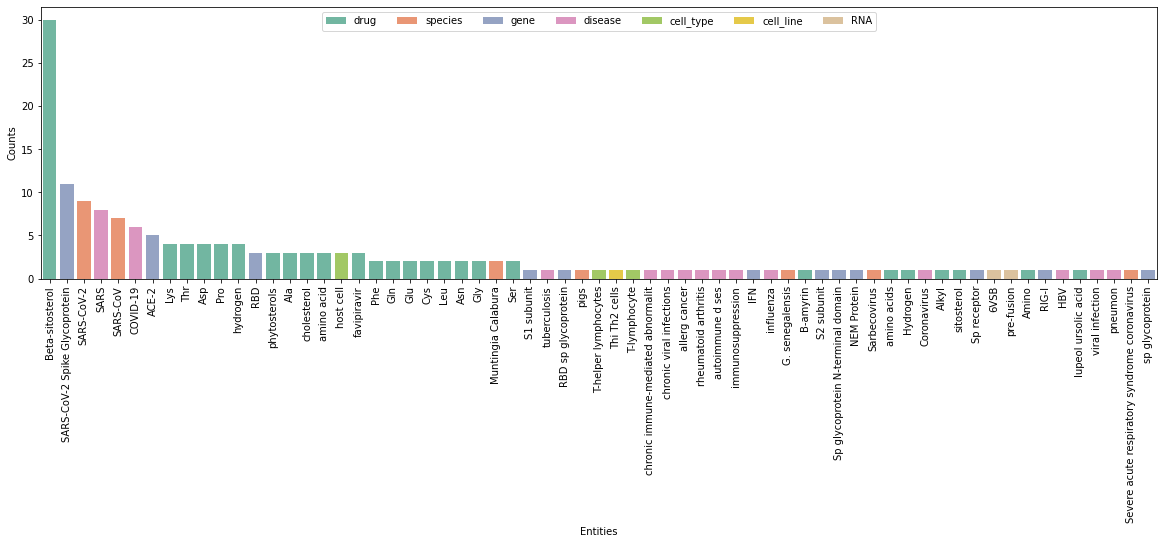 drug species gene disease cell_type cell_line RNA
30
25
20
15
10
5
0
Counts
Beta-sitosterol
SARS-CoV-2 Spike Glycoprotein
SARS-CoV-2
SARS
SARS-CoV
COVID-19
ACE-2
Lys
Thr
Asp
Pro
hydrogen
RBD
phytosterols
Ala
cholesterol
amino acid
host cell
favipiravir
Phe
Gln
Glu
Cys
Leu
Asn
Gly
Muntingia Calabura
Ser
S1 subunit
tuberculosis
RBD sp glycoprotein
pigs
T-helper lymphocytes
Thi Th2 cells
T-lymphocyte
chronic immune-mediated abnormalit
chronic viral infections
allerg cancer
rheumatoid arthritis
autoimmune d ses
immunosuppression
IFN
influenza
G. senegalensis
B-amyrin
S2 subunit
Sp glycoprotein N-terminal domain
NEM Protein
Sarbecovirus
amino acids
Hydrogen
Coronavirus
Alkyl
sitosterol
Sp receptor
6VSB
pre-fusion
Amino
RIG-I
HBV
lupeol ursolic acid
viral infection
pneumon
Severe acute respiratory syndrome coronavirus
sp glycoprotein
Entities